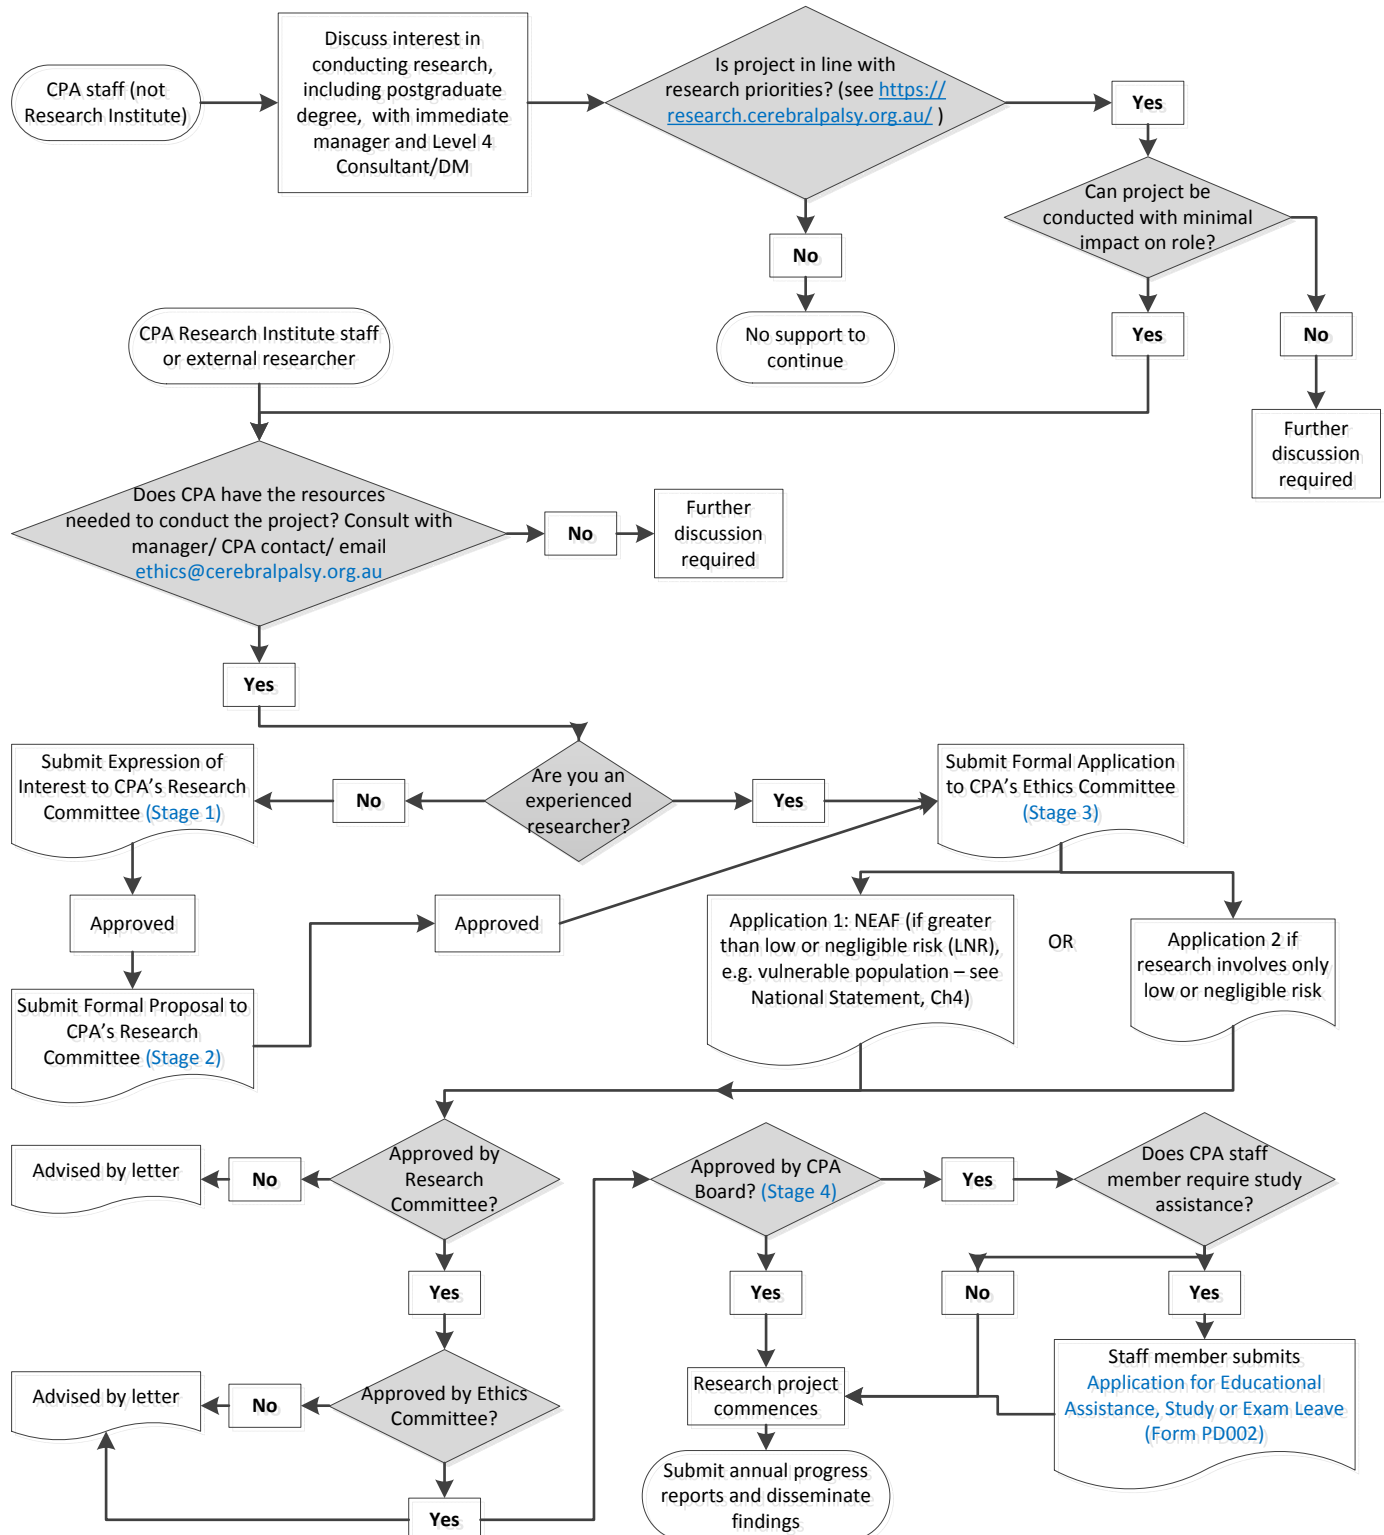 CPA staff (not
Research Institute)
Discuss interest in
conducting research,
including postgraduate
degree,  with immediate
manager and Level 4
Consultant/DM
Is project in line with
research priorities? (see https://
research.cerebralpalsy.org.au/ )
Yes
No
No support to
continue
Can project be
conducted with minimal
impact on role?
Yes
No
Further
discussion
required
CPA Research Institute staff
or external researcher
Does CPA have the resources
needed to conduct the project? Consult with
manager/ CPA contact/ email
ethics@cerebralpalsy.org.au
No
Further
discussion
required
Yes
Are you an
experienced
researcher?
No
Yes
Submit Expression of
Interest to CPA’s Research
Committee (Stage 1)
Approved
Submit Formal Proposal to
CPA’s Research
Committee (Stage 2)
Approved
Submit Formal Application
to CPA’s Ethics Committee
(Stage 3)
Application 1: NEAF (if greater
than low or negligible risk (LNR),
e.g. vulnerable population – see
National Statement, Ch4)
OR
Application 2 if
research involves only
low or negligible risk
Approved by
Research
Committee?
No
Advised by letter
Yes
Approved by Ethics
Committee?
No
Advised by letter
Yes
Approved by CPA
Board? (Stage 4)
Yes
Yes
Does CPA staff
member require study
assistance?
No
Yes
Staff member submits
Application for Educational
Assistance, Study or Exam Leave
(Form PD002)
Research project
commences
Submit annual progress
reports and disseminate
findings